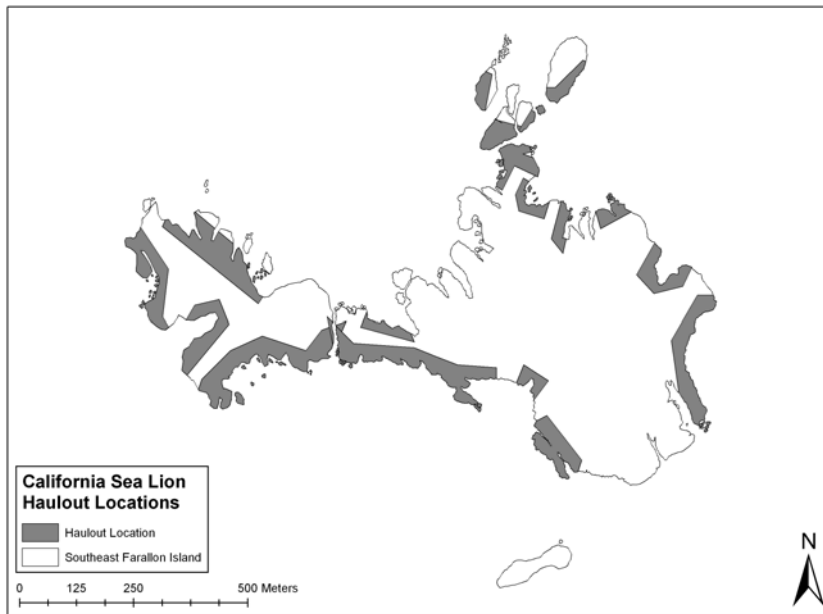 N
California Sea Lion
Haulout Locations
Haulout Location
Southeast Farallon Island
0 125 250 500 Meters